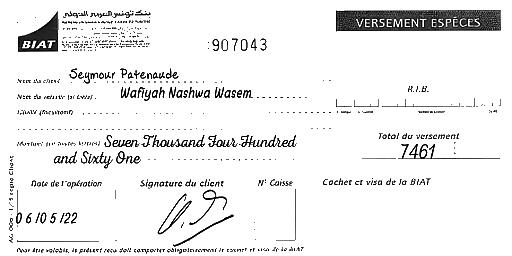 بنك تونس العربي الدولي
BIAT
VERSEMENT ESPÈCES
907043
Nom du client Seymour Patenaude
Nom du verseur (si tiers) Wafiyah Nashwa Wasem
R.I.B.
Libellé (facultatif)
Montant (en toutes lettres) Seven Thousand Four Hundred
and Sixty One
Total du versement
7461
Date de l'opération
Signature du client
N° Caisse
Cachet et visa de la BIAT
06/05/22
Pour être valable, le présent reçu doit comporter obligatoirement le cachet et visa de la BIAT